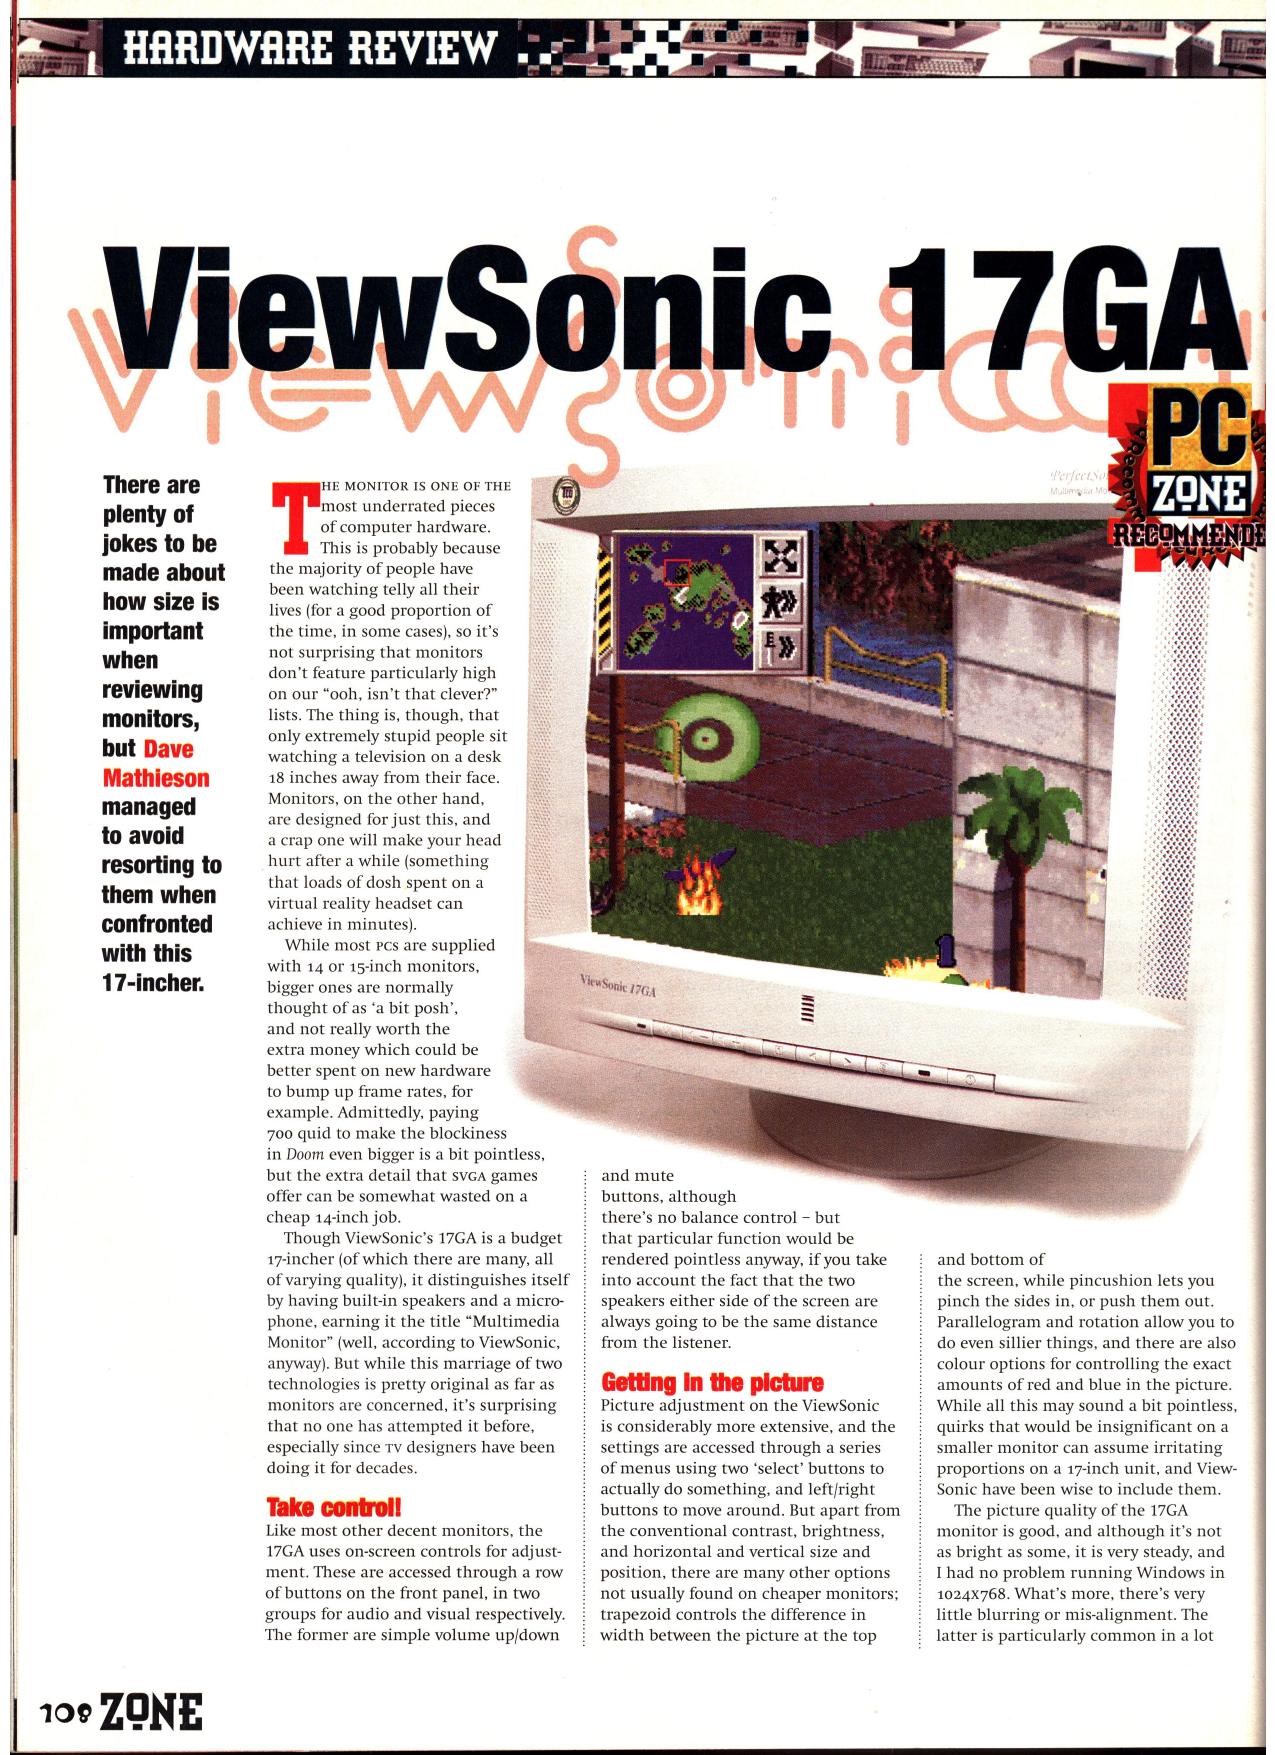 HARDWARE REVIEW
ViewSonic 17GA
ViewSonic
PC
ZONE
RECOMMENDE
There are
plenty of
jokes to be
made about
how size is
important
when
reviewing
monitors,
but Dave
Mathieson
managed
to avoid
resorting to
them when
confronted
with this
17-incher.
THE MONITOR IS ONE OF THE
most underrated pieces
of computer hardware.
This is probably because
the majority of people have
been watching telly all their
lives (for a good proportion of
the time, in some cases), so it's
not surprising that monitors
don't feature particularly high
on our “ooh, isn't that clever?”
lists. The thing is, though, that
only extremely stupid people sit
watching a television on a desk
18 inches away from their face.
Monitors, on the other hand,
are designed for just this, and
a crap one will make your head
hurt after a while (something
that loads of dosh spent on a
virtual reality headset can
achieve in minutes).
While most PCs are supplied
with 14 or 15-inch monitors,
bigger ones are normally
thought of as ‘a bit posh’,
and not really worth the
extra money which could be
better spent on new hardware
to bump up frame rates, for
example. Admittedly, paying
700 quid to make the blockiness
in Doom even bigger is a bit pointless,
but the extra detail that SVGA games
offer can be somewhat wasted on a
cheap 14-inch job.
Though ViewSonic's 17GA is a budget
17-incher (of which there are many, all
of varying quality), it distinguishes itself
by having built-in speakers and a micro-
phone, earning it the title “Multimedia
Monitor” (well, according to ViewSonic,
anyway). But while this marriage of two
technologies is pretty original as far as
monitors are concerned, it's surprising
that no one has attempted it before,
especially since TV designers have been
doing it for decades.
Take control!
Like most other decent monitors, the
17GA uses on-screen controls for adjust-
ment. These are accessed through a row
of buttons on the front panel, in two
groups for audio and visual respectively.
The former are simple volume up/down
ViewSonic 17GA
1
and mute
buttons, although
there's no balance control – but
that particular function would be
rendered pointless anyway, if you take
into account the fact that the two
speakers either side of the screen are
always going to be the same distance
from the listener.
Getting in the picture
Picture adjustment on the ViewSonic
is considerably more extensive, and the
settings are accessed through a series
of menus using two ‘select’ buttons to
actually do something, and left/right
buttons to move around. But apart from
the conventional contrast, brightness,
and horizontal and vertical size and
position, there are many other options
not usually found on cheaper monitors;
trapezoid controls the difference in
width between the picture at the top
and bottom of
the screen, while pincushion lets you
pinch the sides in, or push them out.
Parallelogram and rotation allow you to
do even sillier things, and there are also
colour options for controlling the exact
amounts of red and blue in the picture.
While all this may sound a bit pointless,
quirks that would be insignificant on a
smaller monitor can assume irritating
proportions on a 17-inch unit, and View-
Sonic have been wise to include them.
The picture quality of the 17GA
monitor is good, and although it's not
as bright as some, it is very steady, and
I had no problem running Windows in
1024x768. What's more, there's very
little blurring or mis-alignment. The
latter is particularly common in a lot
108 ZONE